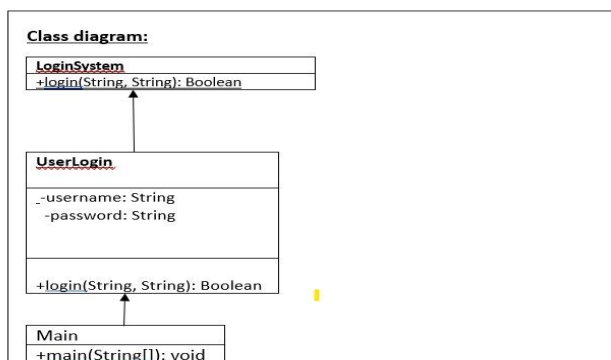 Class diagram:
LoginSystem
+login(String, String): Boolean
UserLogin
-username: String
-password: String
+login(String, String): Boolean
Main
+main(String[]): void